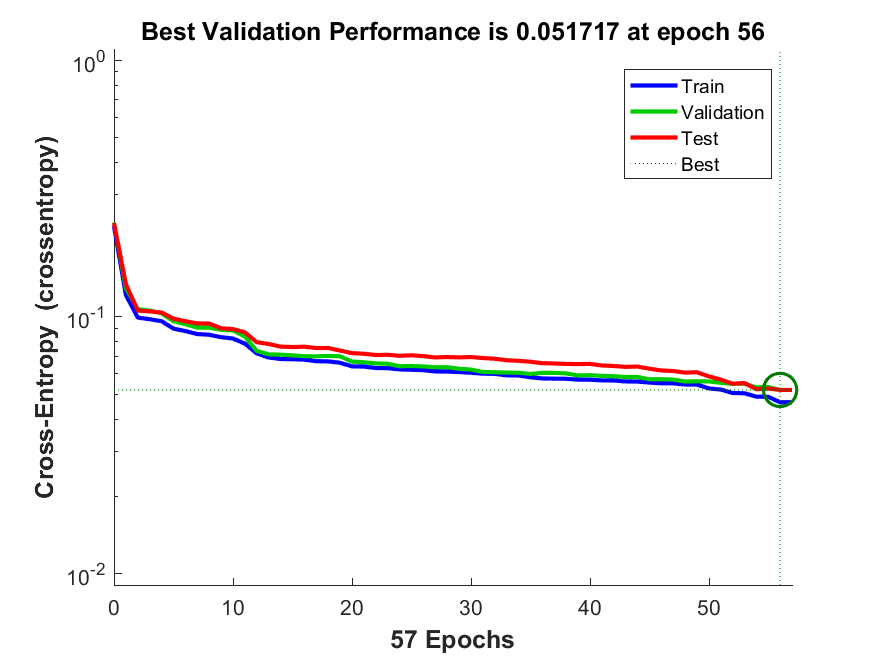 Best Validation Performance is 0.051717 at epoch 56
10^0
10^-1
10^-2
Cross-Entropy (crossentropy)
Train
Validation
Test
Best
0 10 20 30 40 50
57 Epochs